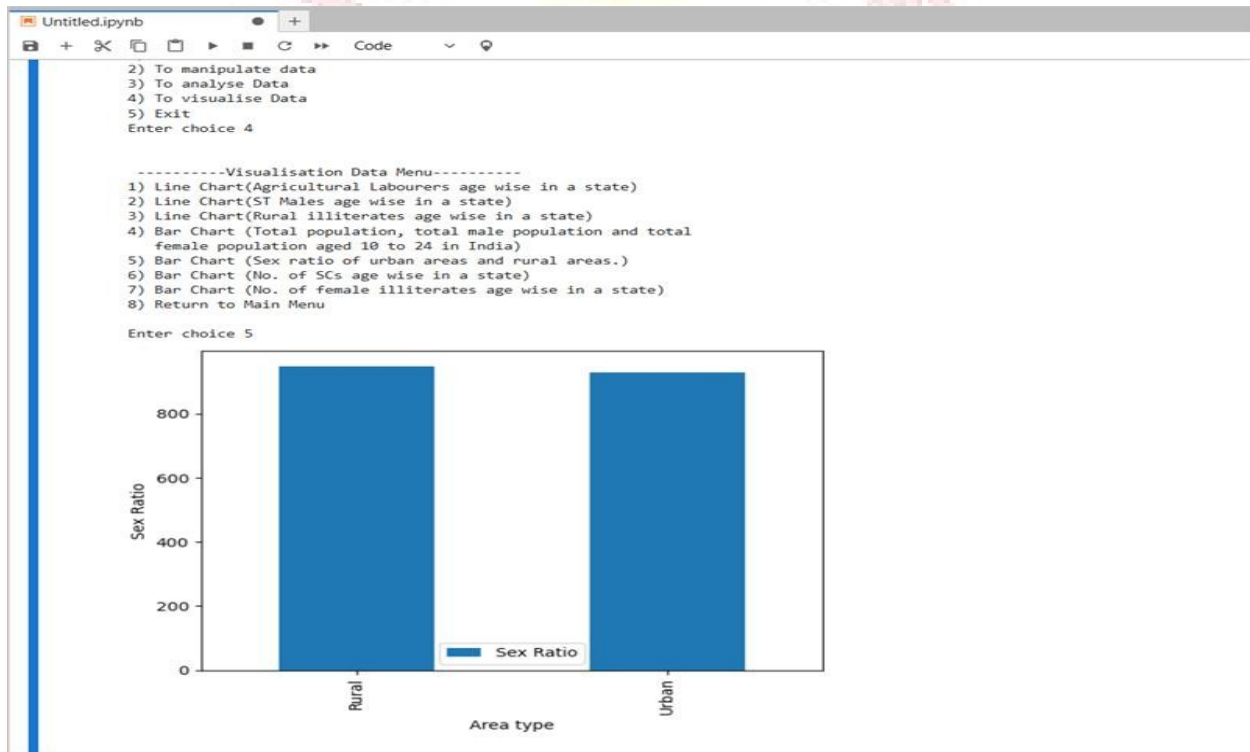 Untitled.ipynb
Code
2) To manipulate data
3) To analyse Data
4) To visualise Data
5) Exit
Enter choice 4
----------Visualisation Data Menu----------
1) Line Chart(Agricultural Labourers age wise in a state)
2) Line Chart(ST Males age wise in a state)
3) Line Chart(Rural illiterates age wise in a state)
4) Bar Chart (Total population, total male population and total
female population aged 10 to 24 in India)
5) Bar Chart (Sex ratio of urban areas and rural areas.)
6) Bar Chart (No. of SCs age wise in a state)
7) Bar Chart (No. of female illiterates age wise in a state)
8) Return to Main Menu
Enter choice 5
800
600
400
200
0
Sex Ratio
Sex Ratio
Rural
Urban
Area type